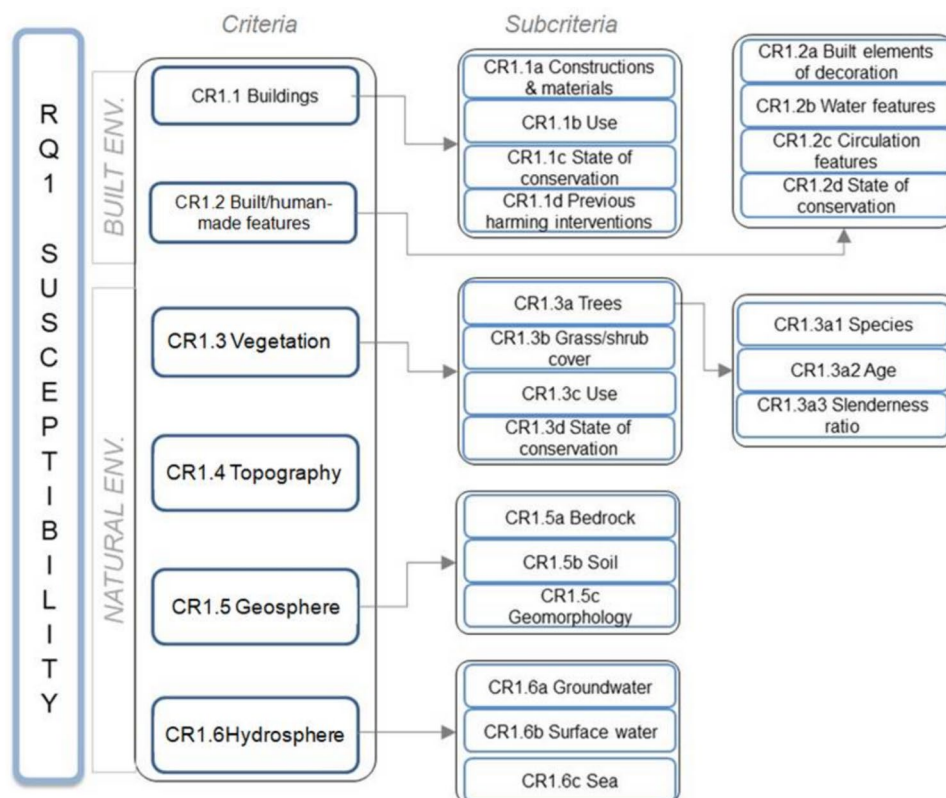 Criteria
Subcriteria
RQ1 SUSCEPTIBILITY
BUILT ENV.
CR1.1 Buildings
CR1.2 Built/human-
made features
CR1.1a Constructions
& materials
CR1.1b Use
CR1.1c State of
conservation
CR1.1d Previous
harming interventions
CR1.2a Built elements
of decoration
CR1.2b Water features
CR1.2c Circulation
features
CR1.2d State of
conservation
NATURAL ENV.
CR1.3 Vegetation
CR1.4 Topography
CR1.5 Geosphere
CR1.6Hydrosphere
CR1.3a Trees
CR1.3b Grass/shrub
cover
CR1.3c Use
CR1.3d State of
conservation
CR1.3a1 Species
CR1.3a2 Age
CR1.3a3 Slenderness
ratio
CR1.5a Bedrock
CR1.5b Soil
CR1.5c
Geomorphology
CR1.6a Groundwater
CR1.6b Surface water
CR1.6c Sea